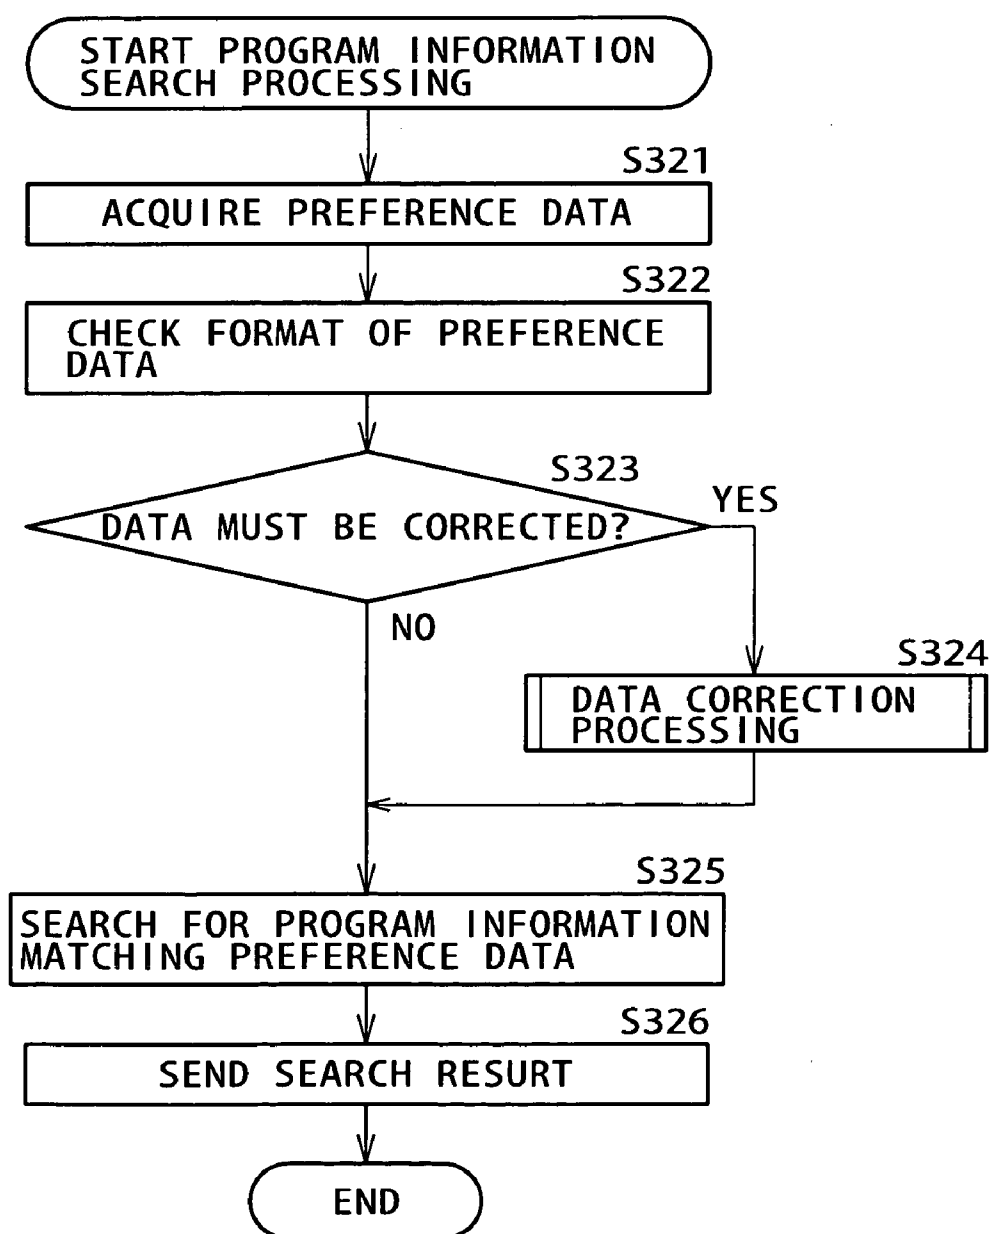 START PROGRAM INFORMATION
SEARCH PROCESSING
S321
ACQUIRE PREFERENCE DATA
S322
CHECK FORMAT OF PREFERENCE
DATA
S323
YES
DATA MUST BE CORRECTED?
NO
S324
DATA CORRECTION
PROCESSING
S325
SEARCH FOR PROGRAM INFORMATION
MATCHING PREFERENCE DATA
S326
SEND SEARCH RESURT
END